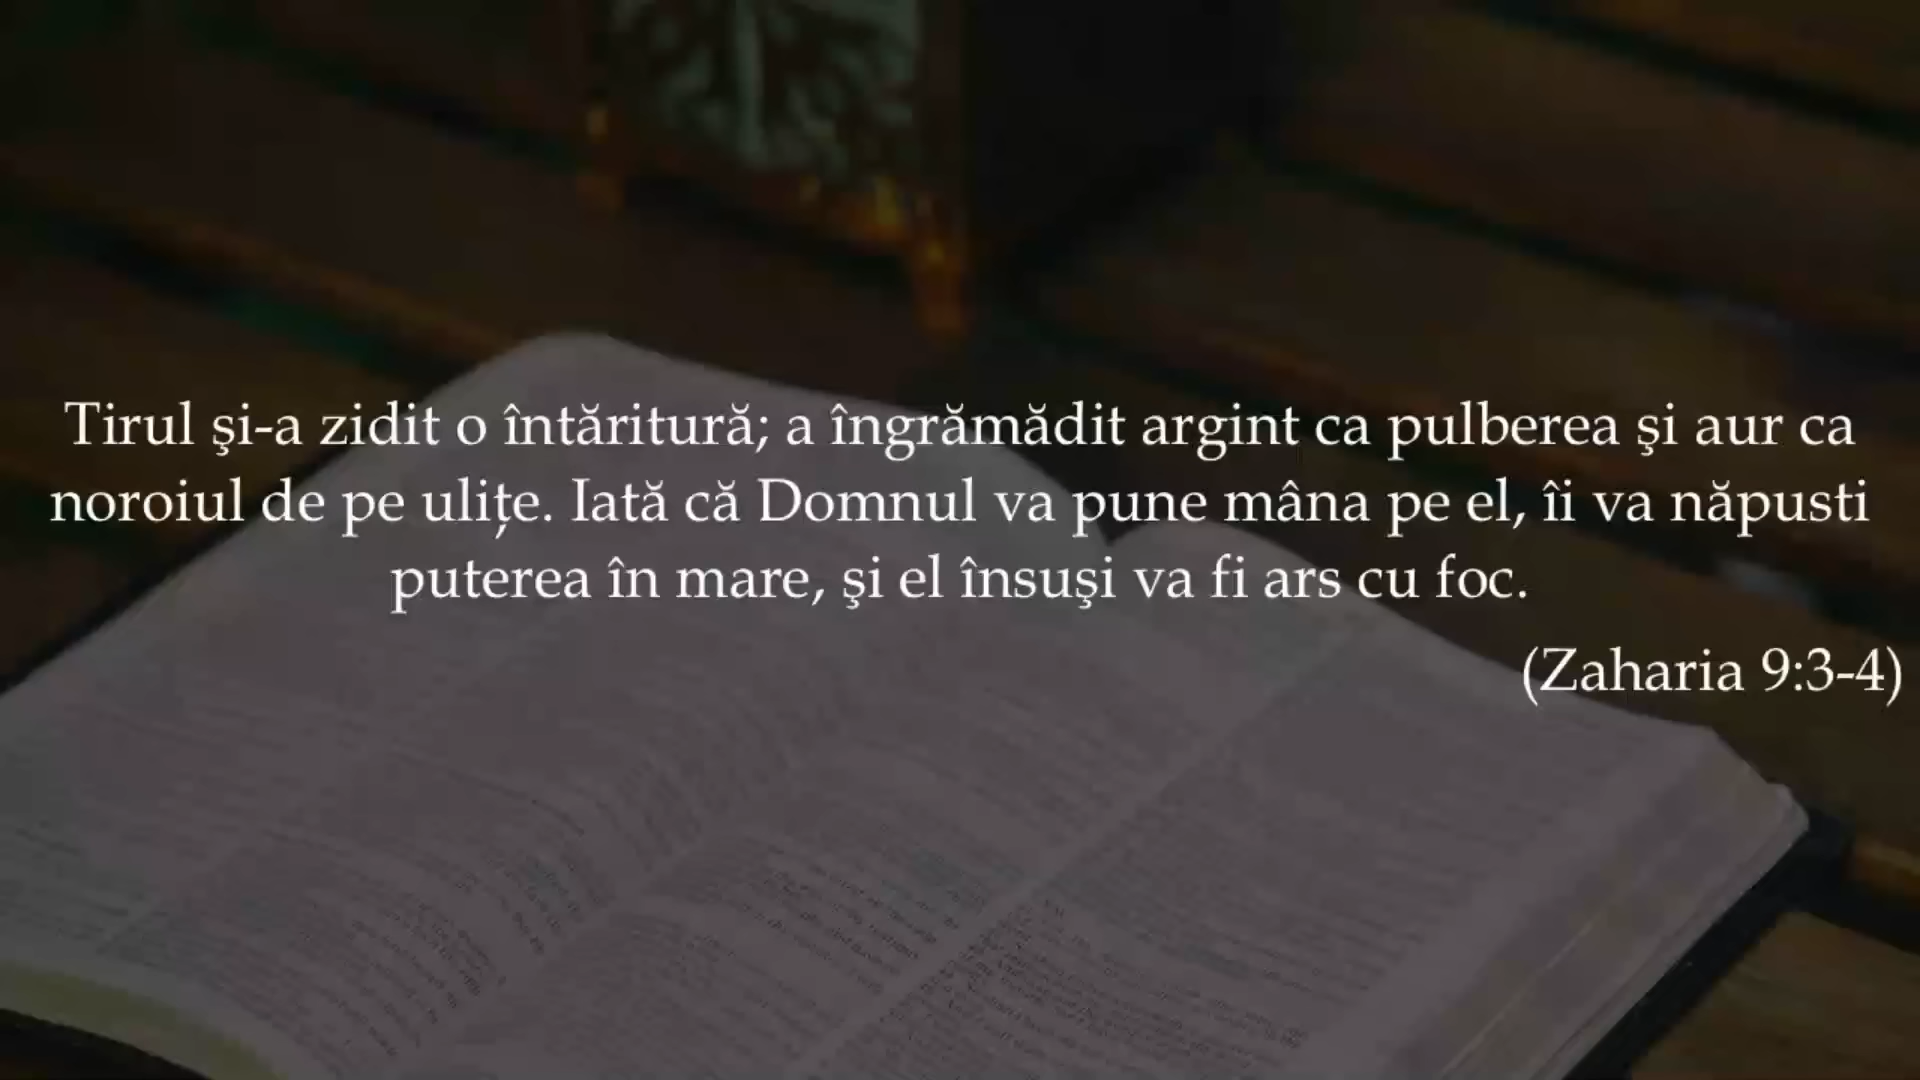 Tirul şi-a zidit o întăritură; a îngrămădit argint ca pulberea şi aur ca
noroiul de pe uliţe. Iată că Domnul va pune mâna pe el, îi va năpusti
puterea în mare, şi el însuşi va fi ars cu foc.
(Zaharia 9:3-4)